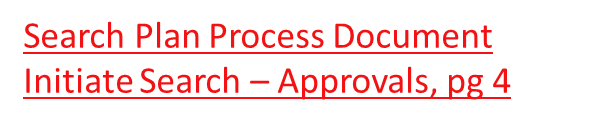 Search Plan Process Document
Initiate Search – Approvals, pg 4